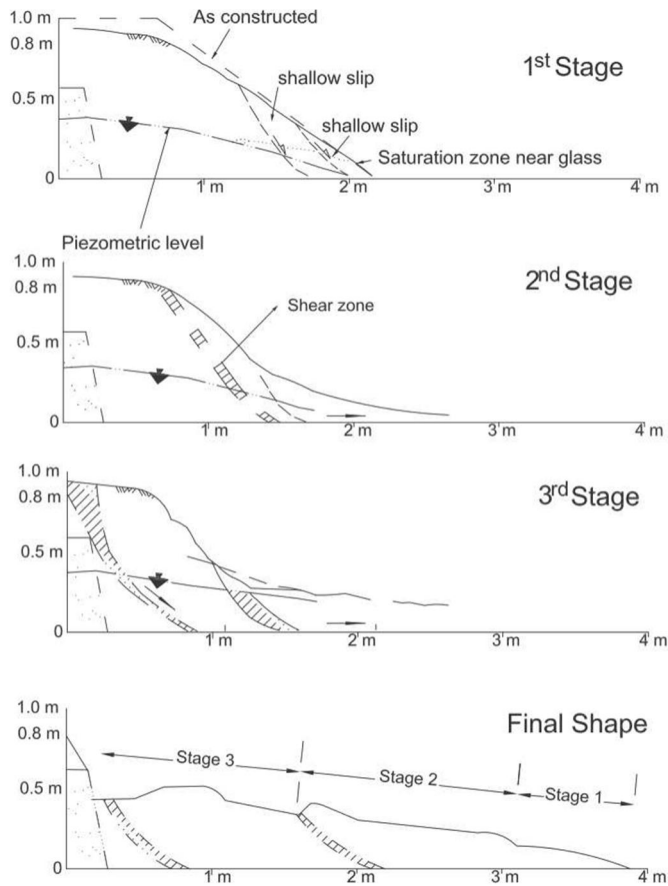 1.0 m
As constructed
0.8 m
1st Stage
shallow slip
0.5 m
shallow slip
Saturation zone near glass
0
1 m
2 m
3 m
4 m
Piezometric level
1.0 m
2nd Stage
0.8 m
Shear zone
0.5 m
0
1 m
2 m
3 m
4 m
1.0 m
3rd Stage
0.8 m
0.5 m
0
1 m
2 m
3 m
4 m
1.0 m
Final Shape
0.8 m
Stage 3
Stage 2
Stage 1
0.5 m
0
1 m
2 m
3 m
4 m